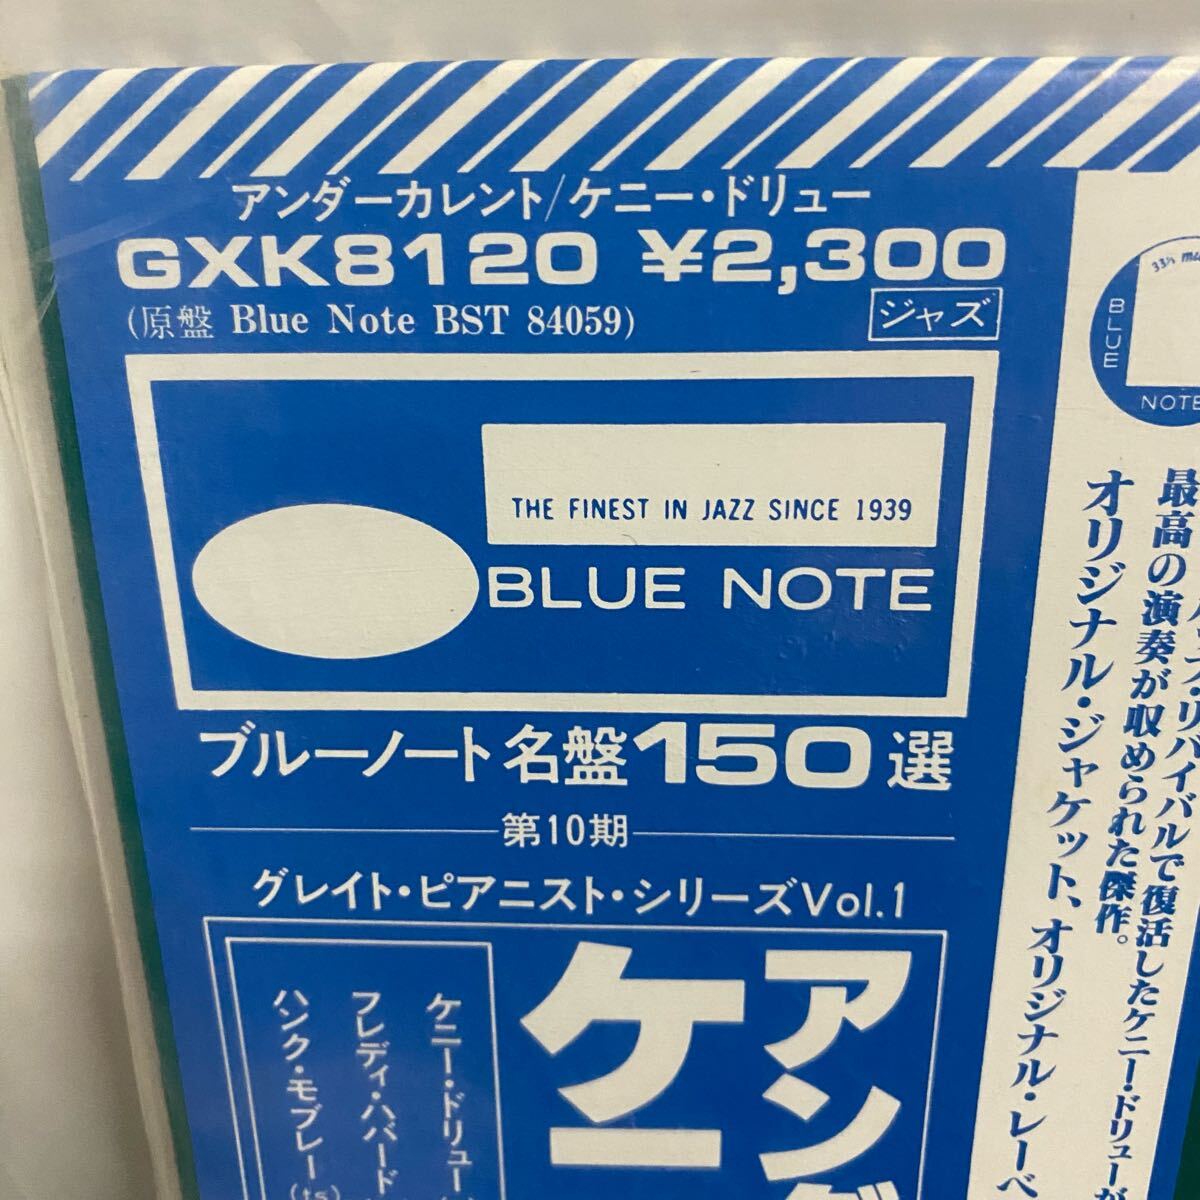 アンダーカレント/ケニー・ドリュー
GXK8120 ¥2,300
(原盤 Blue Note BST 84059)
ジャズ
THE FINEST IN JAZZ SINCE 1939
BLUE NOTE
ブルーノート名盤150選
第10期
グレイト・ピアニスト・シリーズVol.1
アング
ケニー
ケニー・ドリュー
フレディ・ハバード
ハンク・モブレー(ts)
33⅓
BLUE
NOTE
リバイバルで復活したケニー・ドリューが
最高の演奏が収められた傑作。
オリジナル・ジャケット、オリジナル・レーベ